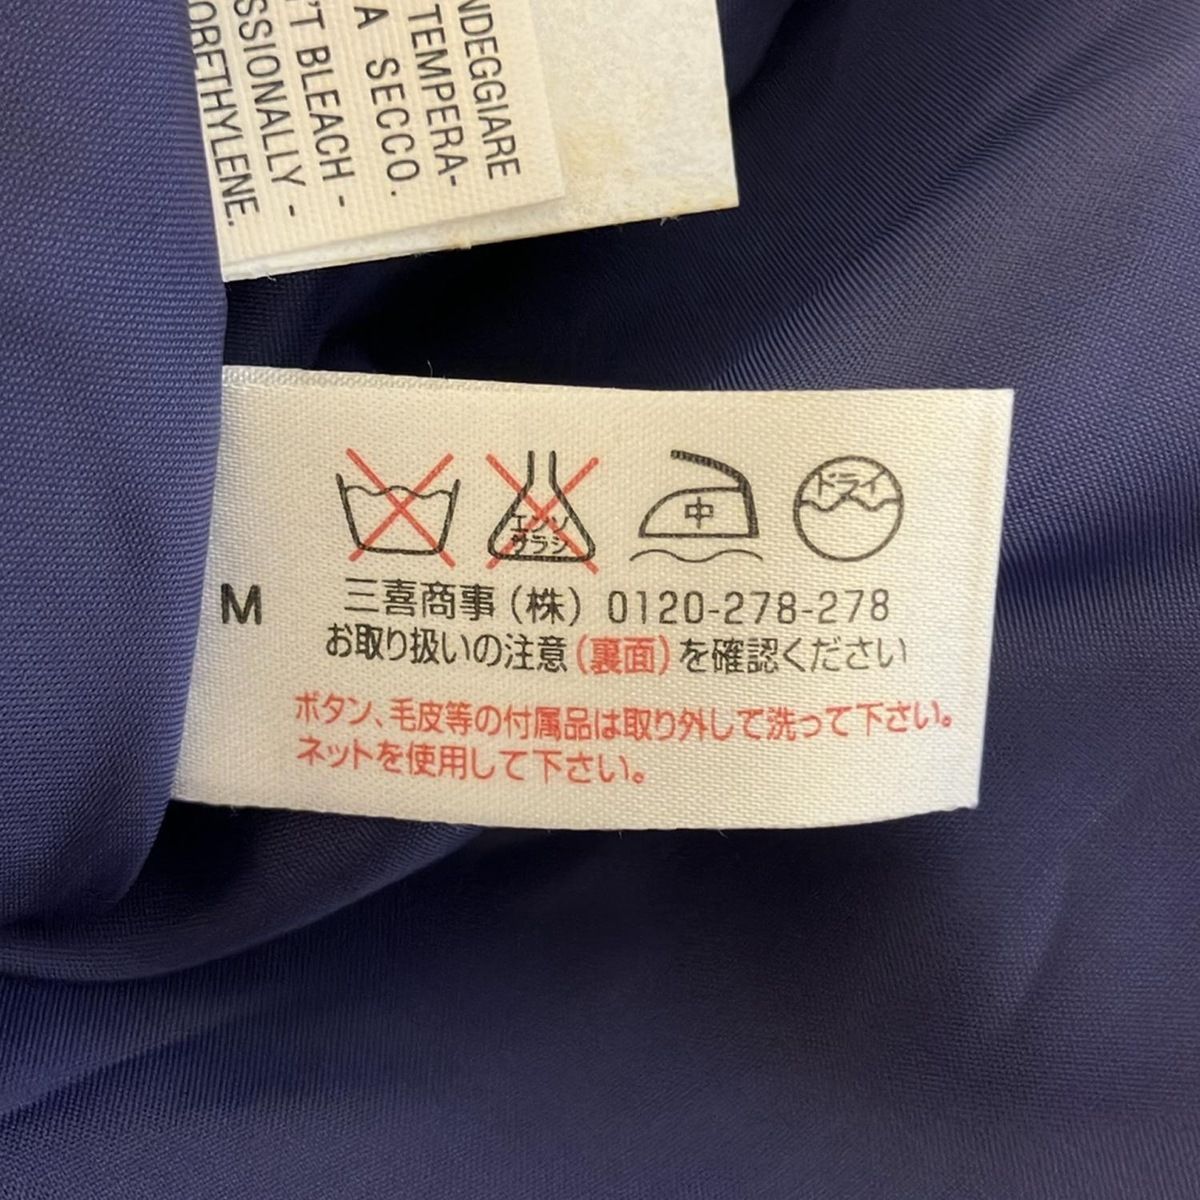 NDEGGIARE
TEMPERA-
A SECCO.
'T BLEACH -
SSIONALLY -
ORETHYLENE.
エンソ
サラシ
中
ドライ
M
三喜商事(株) 0120-278-278
お取り扱いの注意(裏面)を確認ください
ボタン、毛皮等の付属品は取り外して洗って下さい。
ネットを使用して下さい。